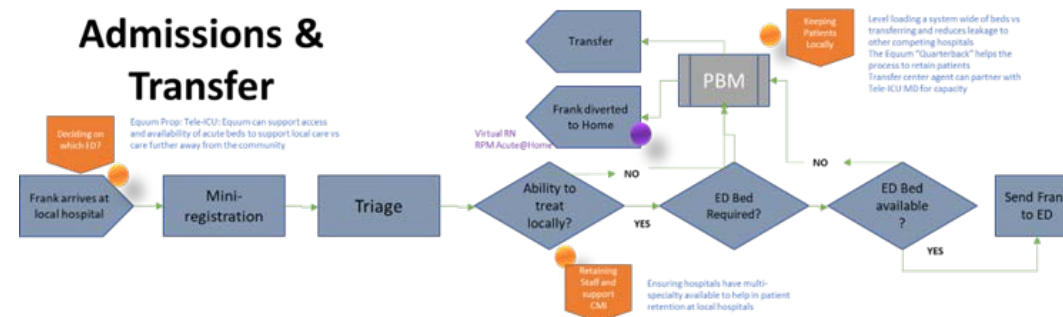 Admissions &
Transfer
Deciding on
which ED?
Equum Prop: Tele-ICU: Equum can support access
and availability of acute beds to support local care vs
care further away from the community
Frank arrives at
local hospital
Mini-
registration
Triage
Transfer
Frank diverted
to Home
Virtual RN
RPM Acute@Home
PBM
Keeping
Patients
Locally
Level loading a system wide of beds vs
transferring and reduces leakage to
other competing hospitals
The Equum "Quarterback" helps the
process to retain patients
Transfer center agent can partner with
Tele-ICU MD for capacity
Ability to
treat
locally?
NO
YES
ED Bed
Required?
NO
ED Bed
available
?
YES
Send Fran
to ED
Retaining
Staff and
support
CMI
Ensuring hospitals have multi-
specialty available to help in patient
retention at local hospitals